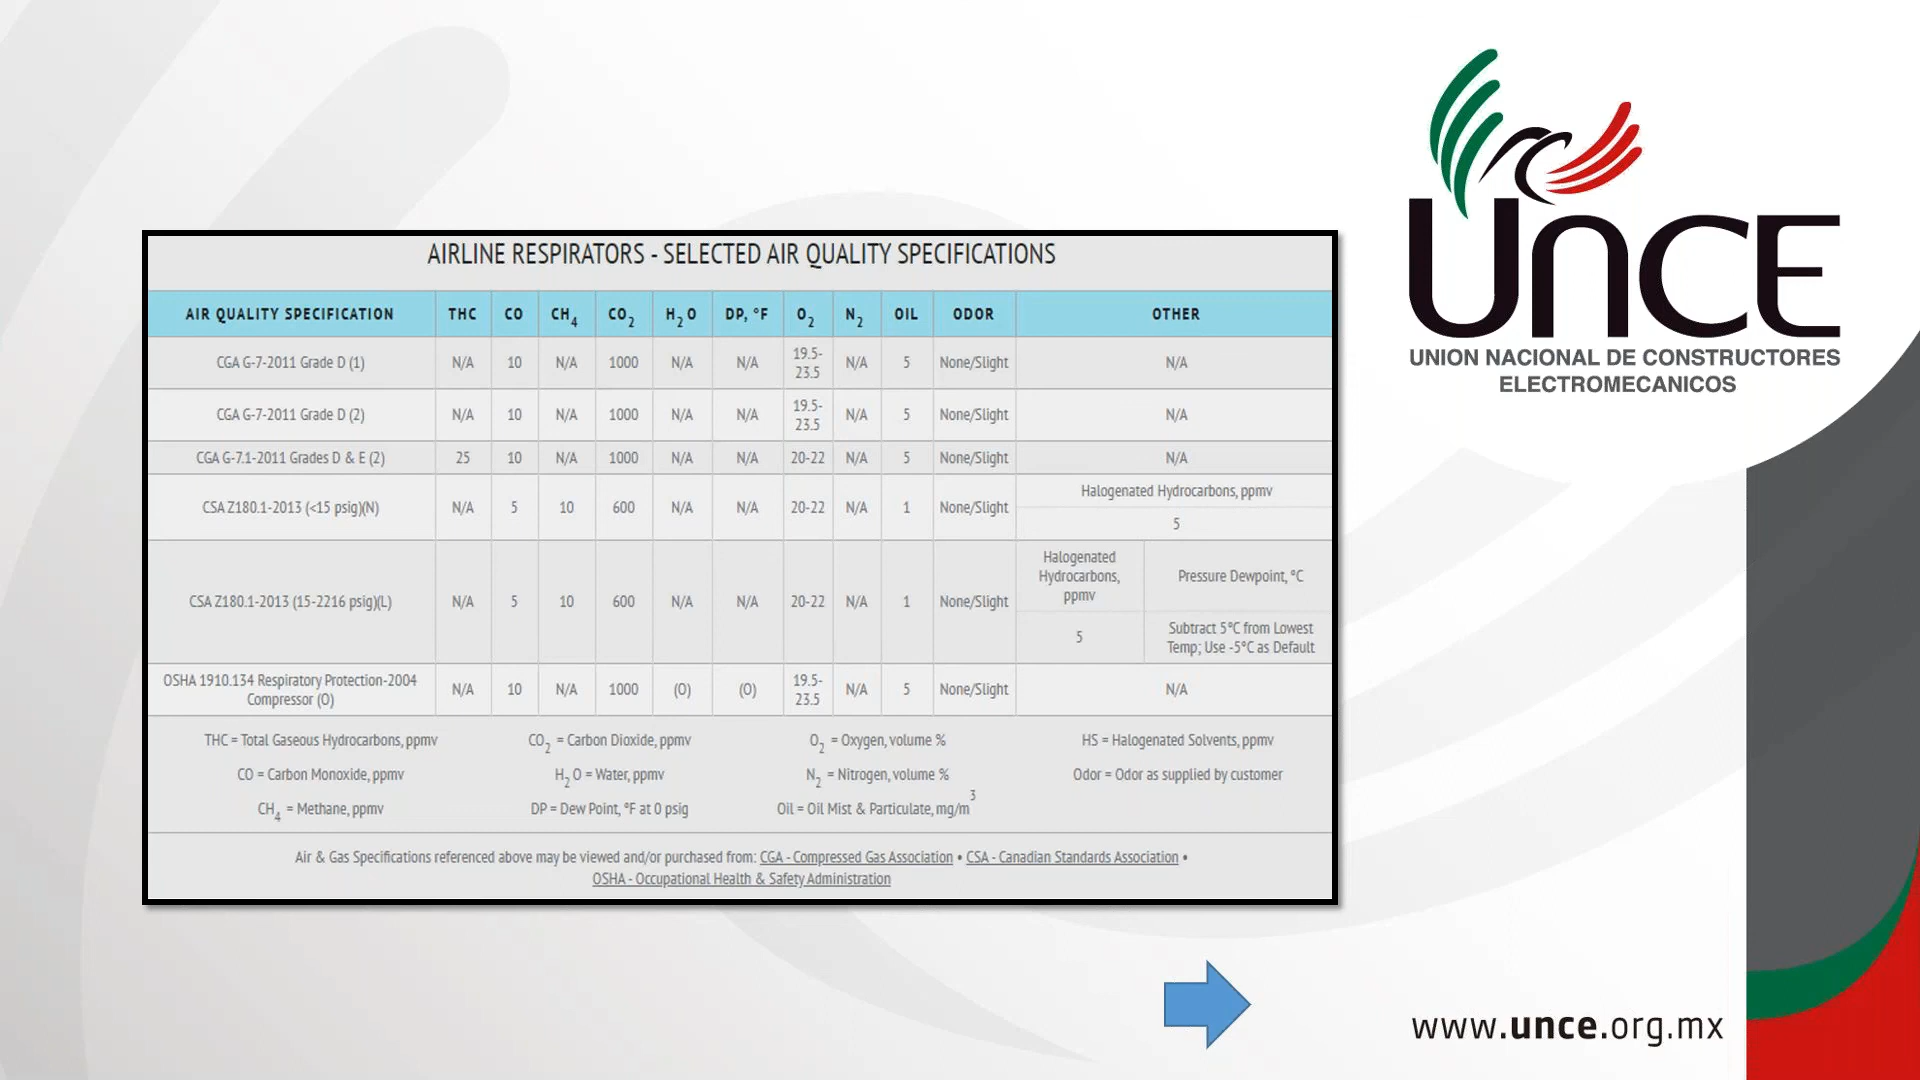 AIRLINE RESPIRATORS - SELECTED AIR QUALITY SPECIFICATIONS
AIR QUALITY SPECIFICATION THC CO CH4 CO2 H2O DP, °F O2 N2 OIL ODOR OTHER
CGA G-7-2011 Grade D (1) N/A 10 N/A 1000 N/A N/A 19.5-23.5 N/A 5 None/Slight N/A
CGA G-7-2011 Grade D (2) N/A 10 N/A 1000 N/A N/A 19.5-23.5 N/A 5 None/Slight N/A
CGA G-7.1-2011 Grades D & E (2) 25 10 N/A 1000 N/A N/A 20-22 N/A 5 None/Slight N/A
CSA Z180.1-2013 (<15 psig)(N) N/A 5 10 600 N/A N/A 20-22 N/A 1 None/Slight Halogenated Hydrocarbons, ppmv
5
CSA Z180.1-2013 (15-2216 psig)(L) N/A 5 10 600 N/A N/A 20-22 N/A 1 None/Slight Halogenated Hydrocarbons, ppmv Pressure Dewpoint, °C
5 Subtract 5°C from Lowest Temp; Use -5°C as Default
OSHA 1910.134 Respiratory Protection-2004 Compressor (O) N/A 10 N/A 1000 (O) (O) 19.5-23.5 N/A 5 None/Slight N/A
THC = Total Gaseous Hydrocarbons, ppmv CO2 = Carbon Dioxide, ppmv O2 = Oxygen, volume % HS = Halogenated Solvents, ppmv
CO = Carbon Monoxide, ppmv H2O = Water, ppmv N2 = Nitrogen, volume % Odor = Odor as supplied by customer
CH4 = Methane, ppmv DP = Dew Point, °F at 0 psig Oil = Oil Mist & Particulate, mg/m3
Air & Gas Specifications referenced above may be viewed and/or purchased from: CGA - Compressed Gas Association • CSA - Canadian Standards Association •
OSHA - Occupational Health & Safety Administration
UNCE
UNION NACIONAL DE CONSTRUCTORES
ELECTROMECANICOS
www.unce.org.mx